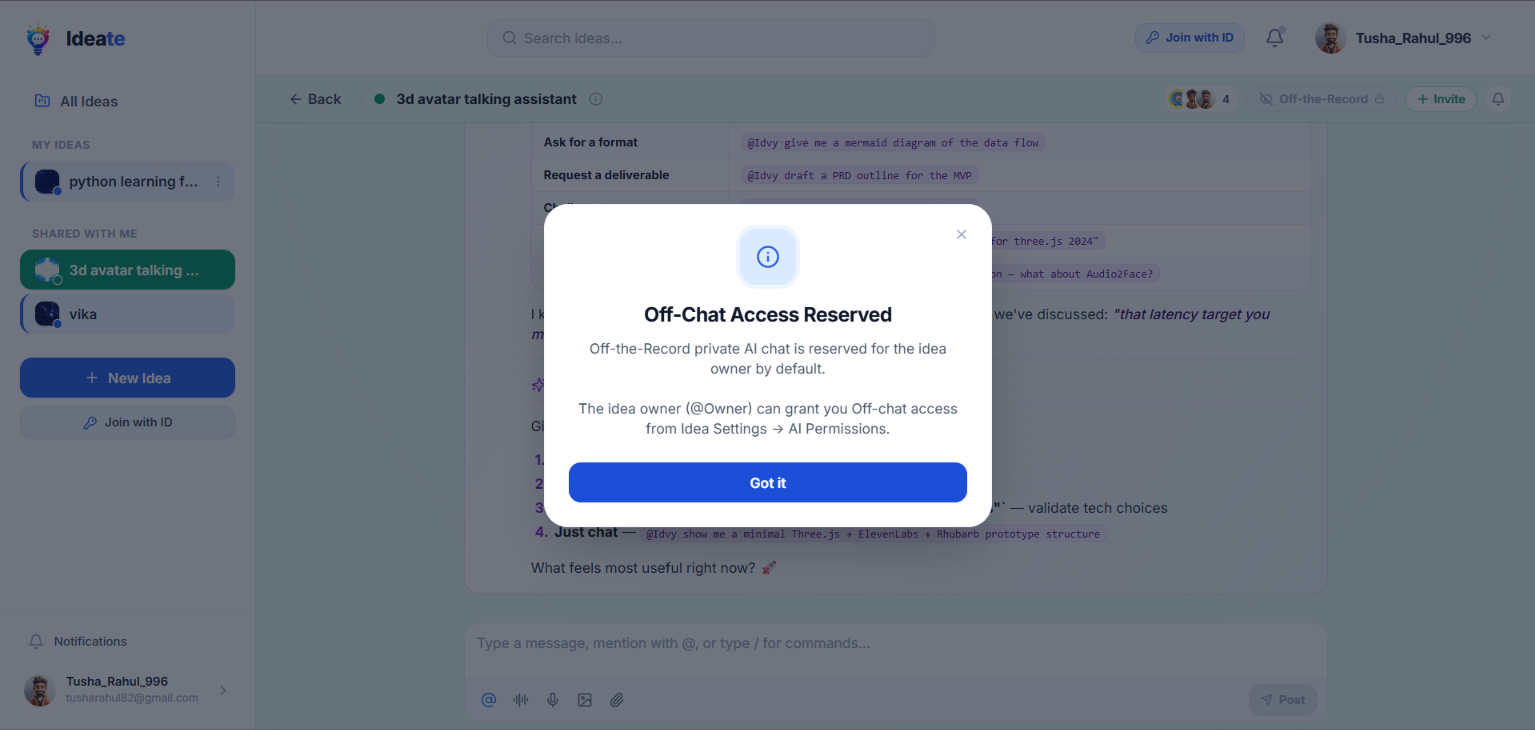 Ideate
Search ideas...
Join with ID
Tusha_Rahul_996
All Ideas
Back
3d avatar talking assistant
4
Off-the-Record
+ Invite
MY IDEAS
python learning f...
SHARED WITH ME
3d avatar talking ...
vika
+ New Idea
Join with ID
Ask for a format
@Idvy give me a mermaid diagram of the data flow
Request a deliverable
@Idvy draft a PRD outline for the MVP
for three.js 2024"
on — what about Audio2Face?
we've discussed: "that latency target you
Off-Chat Access Reserved
Off-the-Record private AI chat is reserved for the idea
owner by default.
The idea owner (@Owner) can grant you Off-chat access
from Idea Settings → AI Permissions.
Got it
1.
2
3
"` — validate tech choices
4. Just chat — @Idvy show me a minimal Three.js + ElevenLabs + Rhubarb prototype structure
What feels most useful right now? 🚀
Type a message, mention with @, or type / for commands...
@
Post
Notifications
Tusha_Rahul_996
tusharahul82@gmail.com